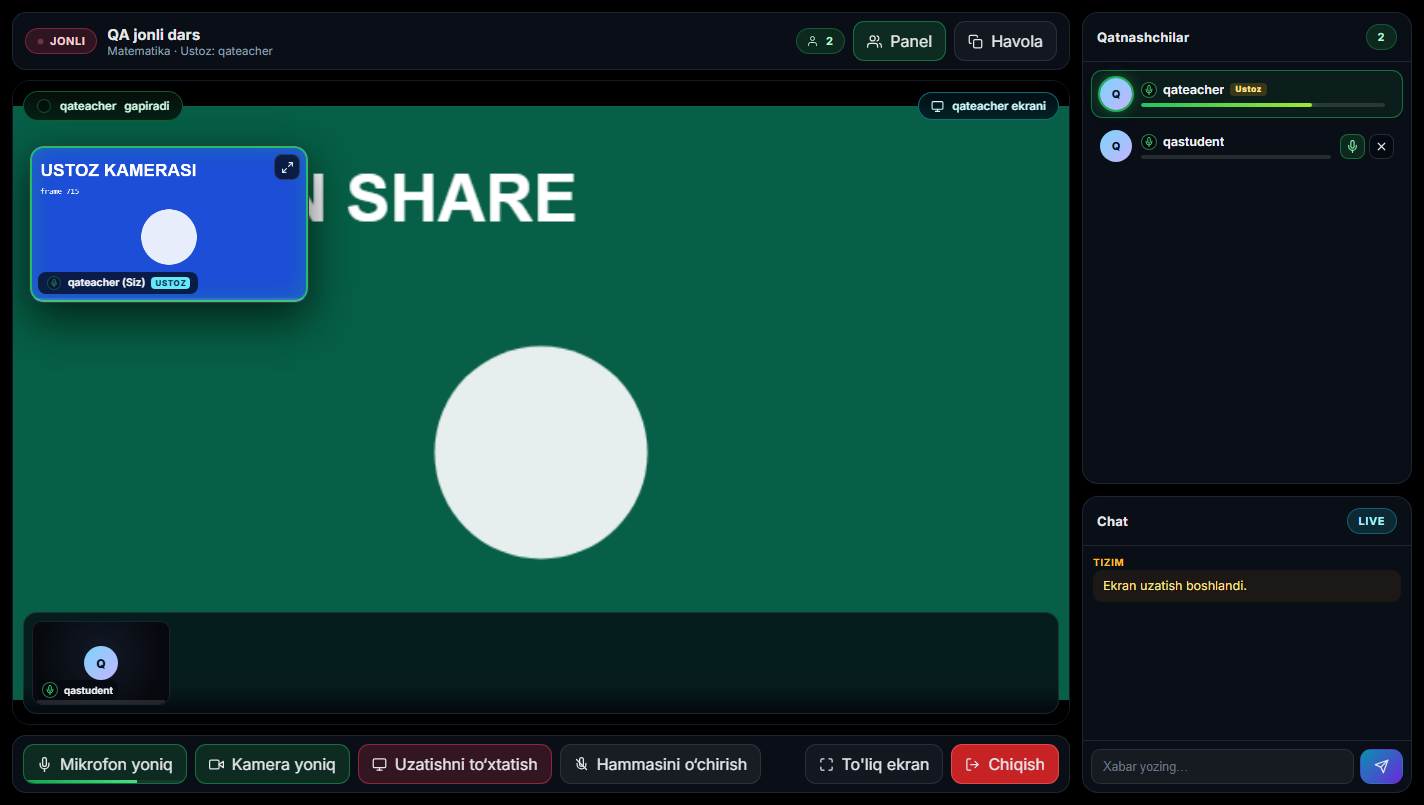 JONLI
QA jonli dars
Matematika · Ustoz: qateacher
2
Panel
Havola
qateacher gapiradi
qateacher ekrani
USTOZ KAMERASI
frame 715
qateacher (Siz) USTOZ
SHARE
Q
qastudent
Mikrofon yoniq
Kamera yoniq
Uzatishni to‘xtatish
Hammasini o‘chirish
To'liq ekran
Chiqish
Qatnashchilar
2
Q
qateacher Ustoz
Q
qastudent
Chat
LIVE
TIZIM
Ekran uzatish boshlandi.
Xabar yozing...